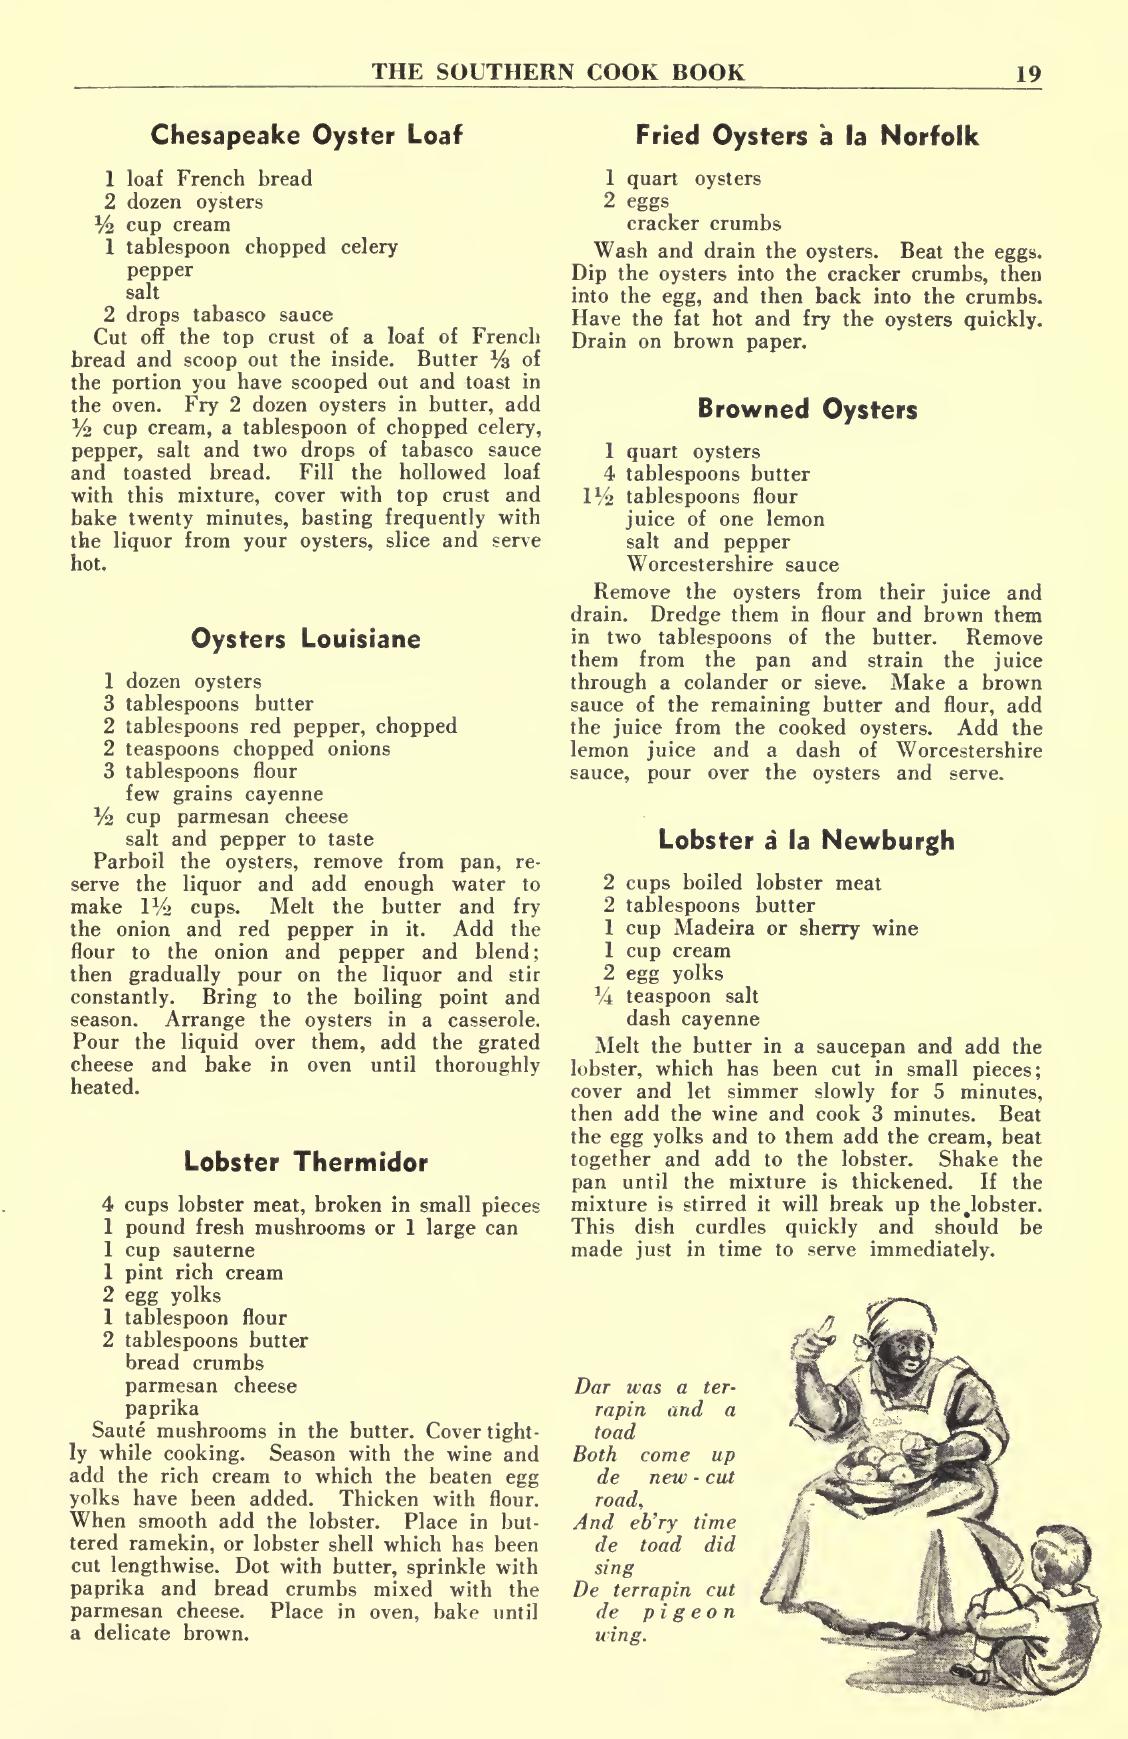 THE SOUTHERN COOK BOOK 19
Chesapeake Oyster Loaf
1 loaf French bread
2 dozen oysters
½ cup cream
1 tablespoon chopped celery
pepper
salt
2 drops tabasco sauce
Cut off the top crust of a loaf of French
bread and scoop out the inside. Butter ⅓ of
the portion you have scooped out and toast in
the oven. Fry 2 dozen oysters in butter, add
½ cup cream, a tablespoon of chopped celery,
pepper, salt and two drops of tabasco sauce
and toasted bread. Fill the hollowed loaf
with this mixture, cover with top crust and
bake twenty minutes, basting frequently with
the liquor from your oysters, slice and serve
hot.
Oysters Louisiane
1 dozen oysters
3 tablespoons butter
2 tablespoons red pepper, chopped
2 teaspoons chopped onions
3 tablespoons flour
few grains cayenne
½ cup parmesan cheese
salt and pepper to taste
Parboil the oysters, remove from pan, re-
serve the liquor and add enough water to
make 1½ cups. Melt the butter and fry
the onion and red pepper in it. Add the
flour to the onion and pepper and blend;
then gradually pour on the liquor and stir
constantly. Bring to the boiling point and
season. Arrange the oysters in a casserole.
Pour the liquid over them, add the grated
cheese and bake in oven until thoroughly
heated.
Lobster Thermidor
4 cups lobster meat, broken in small pieces
1 pound fresh mushrooms or 1 large can
1 cup sauterne
1 pint rich cream
2 egg yolks
1 tablespoon flour
2 tablespoons butter
bread crumbs
parmesan cheese
paprika
Sauté mushrooms in the butter. Cover tight-
ly while cooking. Season with the wine and
add the rich cream to which the beaten egg
yolks have been added. Thicken with flour.
When smooth add the lobster. Place in but-
tered ramekin, or lobster shell which has been
cut lengthwise. Dot with butter, sprinkle with
paprika and bread crumbs mixed with the
parmesan cheese. Place in oven, bake until
a delicate brown.
Fried Oysters à la Norfolk
1 quart oysters
2 eggs
cracker crumbs
Wash and drain the oysters. Beat the eggs.
Dip the oysters into the cracker crumbs, then
into the egg, and then back into the crumbs.
Have the fat hot and fry the oysters quickly.
Drain on brown paper.
Browned Oysters
1 quart oysters
4 tablespoons butter
1½ tablespoons flour
juice of one lemon
salt and pepper
Worcestershire sauce
Remove the oysters from their juice and
drain. Dredge them in flour and brown them
in two tablespoons of the butter. Remove
them from the pan and strain the juice
through a colander or sieve. Make a brown
sauce of the remaining butter and flour, add
the juice from the cooked oysters. Add the
lemon juice and a dash of Worcestershire
sauce, pour over the oysters and serve.
Lobster à la Newburgh
2 cups boiled lobster meat
2 tablespoons butter
1 cup Madeira or sherry wine
1 cup cream
2 egg yolks
¼ teaspoon salt
dash cayenne
Melt the butter in a saucepan and add the
lobster, which has been cut in small pieces;
cover and let simmer slowly for 5 minutes,
then add the wine and cook 3 minutes. Beat
the egg yolks and to them add the cream, beat
together and add to the lobster. Shake the
pan until the mixture is thickened. If the
mixture is stirred it will break up the lobster.
This dish curdles quickly and should be
made just in time to serve immediately.
Dar was a ter-
rapin and a
toad
Both come up
de new-cut
road,
And eb'ry time
de toad did
sing
De terrapin cut
de pigeon
wing.